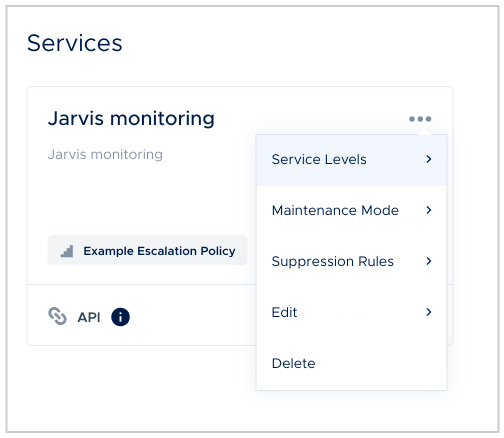 Services
Jarvis monitoring
Jarvis monitoring
Example Escalation Policy
API
Service Levels
Maintenance Mode
Suppression Rules
Edit
Delete